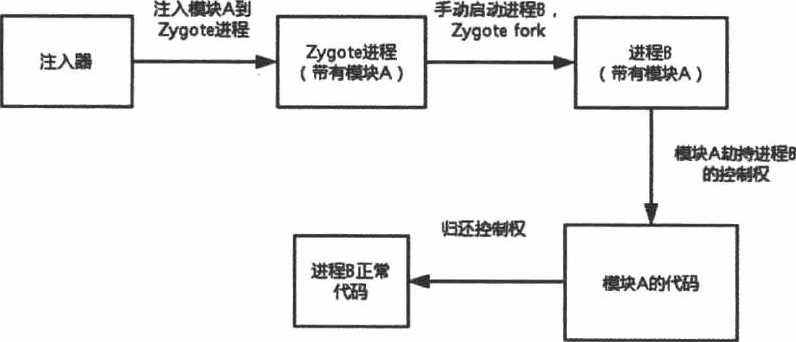 注入模块A到
Zygote进程
手动启动进程B，
Zygote fork
注入器
Zygote进程
（带有模块A）
进程B
（带有模块A）
模块A劫持进程B
的控制权
归还控制权
进程B正常
代码
模块A的代码